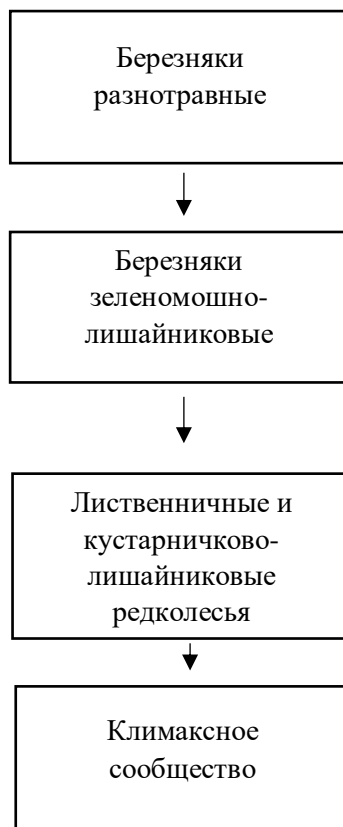 Березняки
разнотравные
Березняки
зеленомошно-
лишайниковые
Лиственничные и
кустарничково-
лишайниковые
редколесья
Климаксное
сообщество